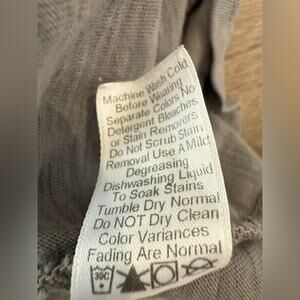 Machine Wash Cold
Before Wearing
Separate Colors No
Detergent Bleaches
or Stain Removers
Do Not Scrub Stain
Removal Use A Mild
Degreasing
Dishwashing Liquid
To Soak Stains
Tumble Dry Normal
Do NOT Dry Clean
Color Variances
Fading Are Normal
30C